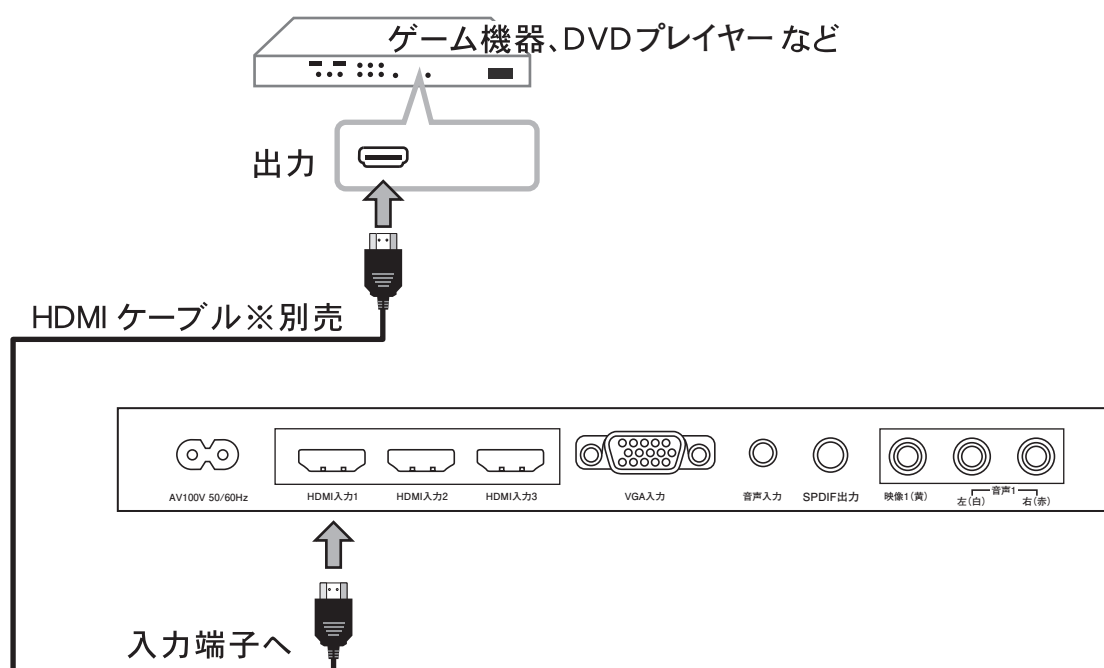 ゲーム機器、DVDプレイヤー など
出力
HDMI ケーブル※別売
AV100V 50/60Hz
HDMI入力1
HDMI入力2
HDMI入力3
VGA入力
音声入力
SPDIF出力
映像1(黄)
音声1
左(白)
右(赤)
入力端子へ